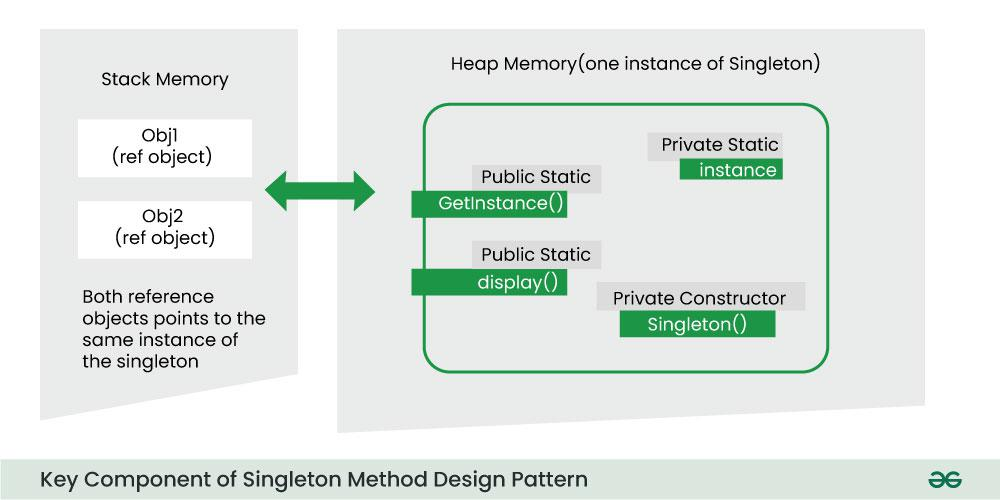 Stack Memory
Obj1
(ref object)
Obj2
(ref object)
Both reference
objects points to the
same instance of
the singleton
Heap Memory(one instance of Singleton)
Private Static
instance
Public Static
GetInstance()
Public Static
display()
Private Constructor
Singleton()
Key Component of Singleton Method Design Pattern